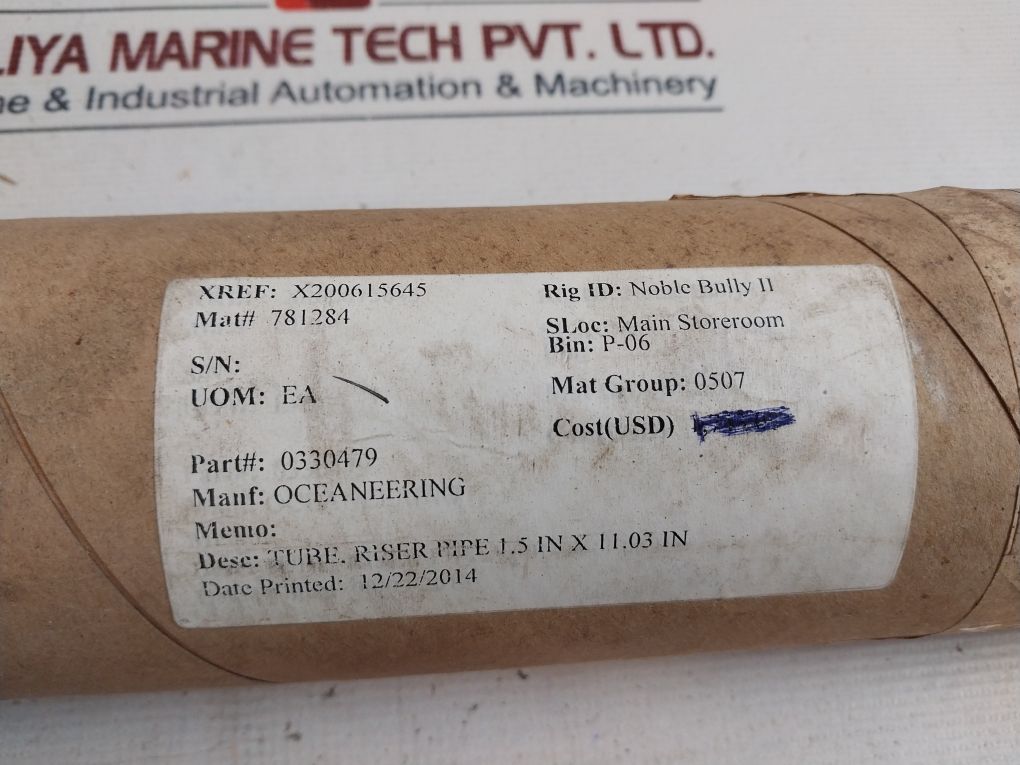 LIYA MARINE TECH PVT. LTD.
ne & Industrial Automation & Machinery
XREF: X200615645
Mat# 781284
S/N:
UOM: EA
Part#: 0330479
Manf: OCEANEERING
Memo:
Desc: TUBE, RISER PIPE 1.5 IN X 11.03 IN
Date Printed: 12/22/2014
Rig ID: Noble Bully II
SLoc: Main Storeroom
Bin: P-06
Mat Group: 0507
Cost(USD)